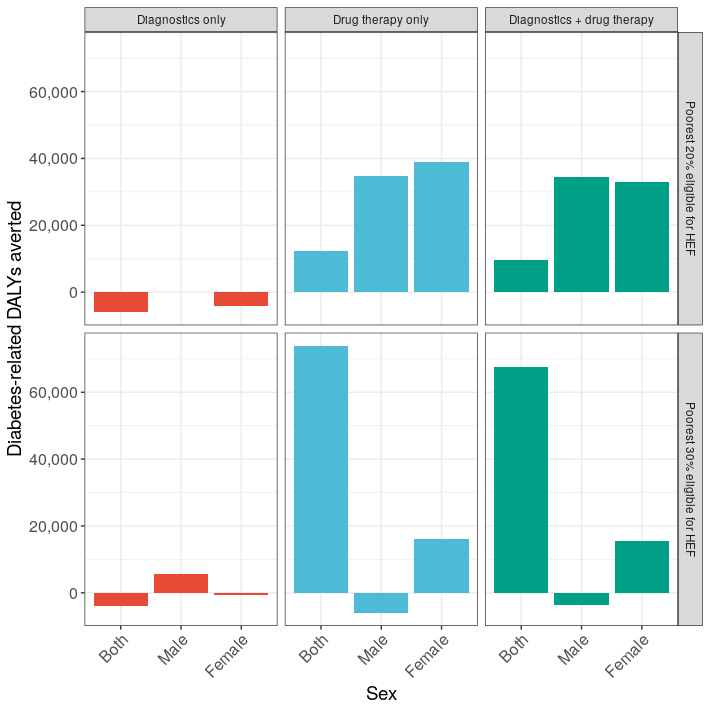 Diagnostics only
Drug therapy only
Diagnostics + drug therapy
Diabetes-related DALYs averted
60,000
40,000
20,000
0
Poorest 20% eligible for HEF
60,000
40,000
20,000
0
Poorest 30% eligible for HEF
Both
Male
Female
Both
Male
Female
Both
Male
Female
Sex